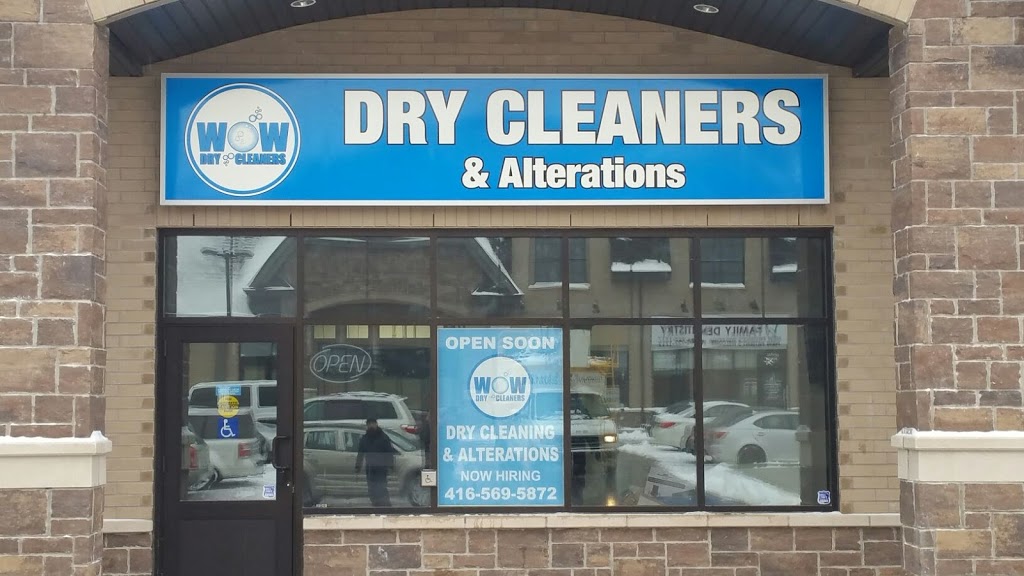 WOW
DRY CLEANERS
DRY CLEANERS
& Alterations
OPEN
OPEN SOON
WOW
DRY CLEANERS
DRY CLEANING
& ALTERATIONS
NOW HIRING
416-569-5872
FAMILY DENTISTRY